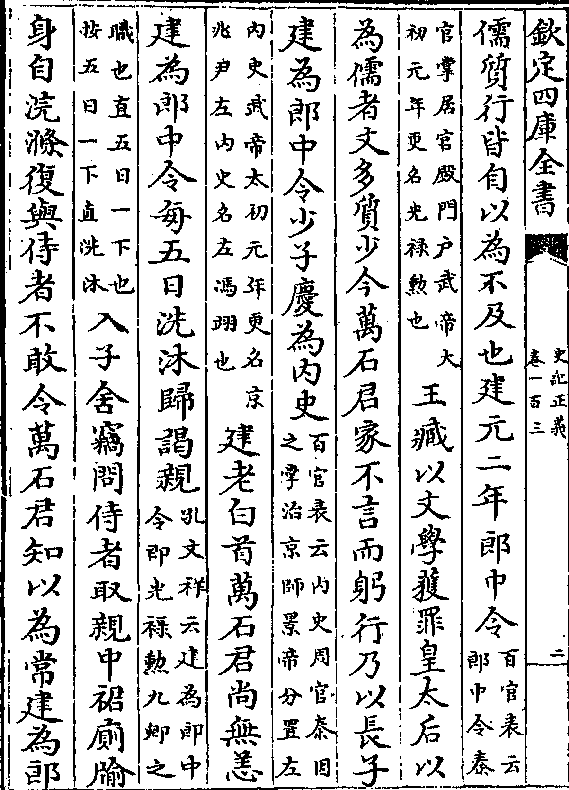 欽定四庫全書
史記正義
卷一百三
二
儒質行皆自以為不及也建元二年郎中令
百官表云
郎中令秦
官掌居官殿門户武帝大
初元年更名光祿勲也
王臧以文學獲罪皇太后以
為儒者文多質少今萬石君家不言而躬行乃以長子
建為郎中令少子慶為内史
百官表云内史周官秦因
之掌治京師景帝分置左
内史武帝太初元年更名京
兆尹左内史名左馮翊也
建老白首萬石君尚無恙
建為郎中令每五日洗沐歸謁親
孔文祥云建為郎中
令即光祿勲九卿之
職也直五日一下也
按五日一下直洗沐
入子舍竊問侍者取親中裙廁牏
身自浣滌復與侍者不敢令萬石君知以為常建為郎